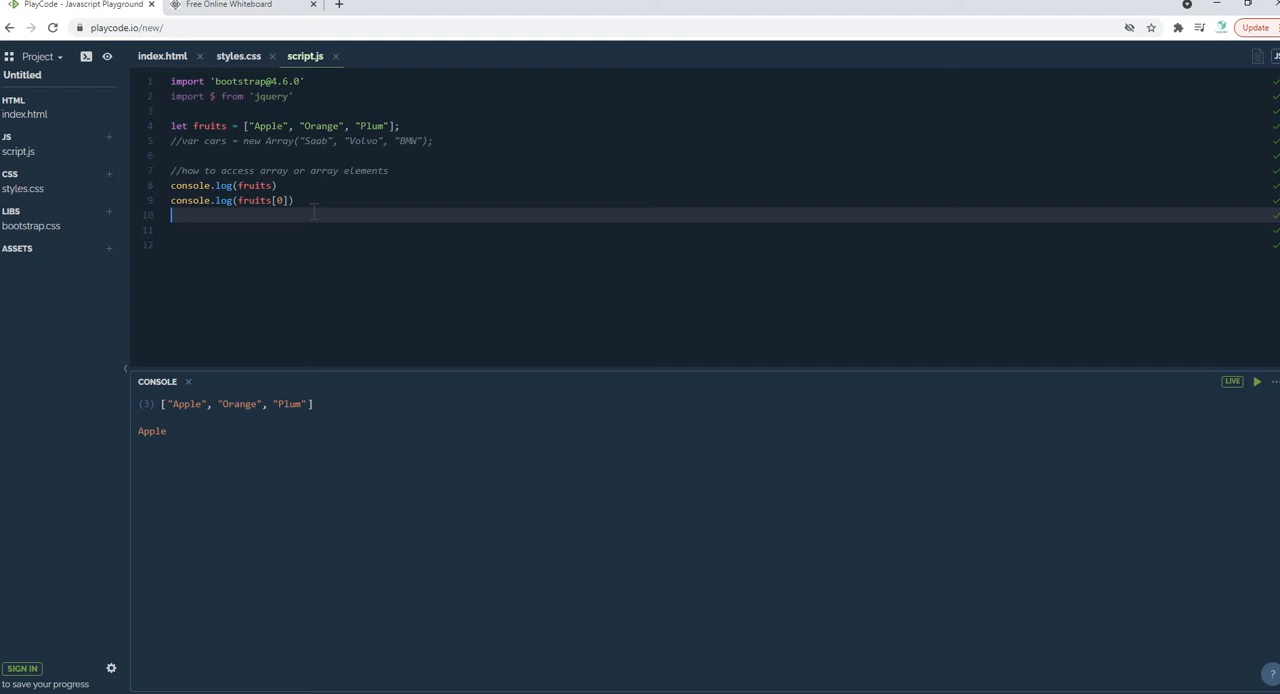 PlayCode - Javascript Playground
Free Online Whiteboard
playcode.io/new/
Update
Project
index.html
styles.css
script.js
JS
Untitled
HTML
index.html
JS
script.js
CSS
styles.css
LIBS
bootstrap.css
ASSETS
1 import 'bootstrap@4.6.0'
2 import $ from 'jquery'
3
4 let fruits = ["Apple", "Orange", "Plum"];
5 //var cars = new Array("Saab", "Volvo", "BMW");
6
7 //how to access array or array elements
8 console.log(fruits)
9 console.log(fruits[0])
10
11
12
CONSOLE
LIVE
(3) ["Apple", "Orange", "Plum"]
Apple
SIGN IN
to save your progress
?